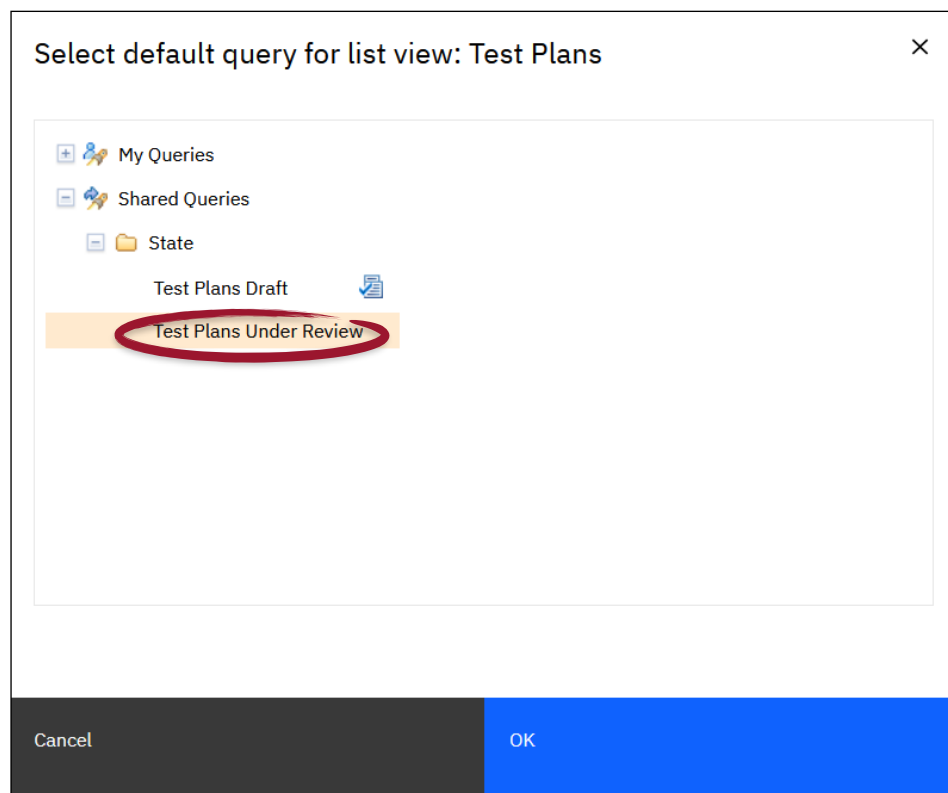 Select default query for list view: Test Plans
My Queries
Shared Queries
State
Test Plans Draft
Test Plans Under Review
Cancel
OK